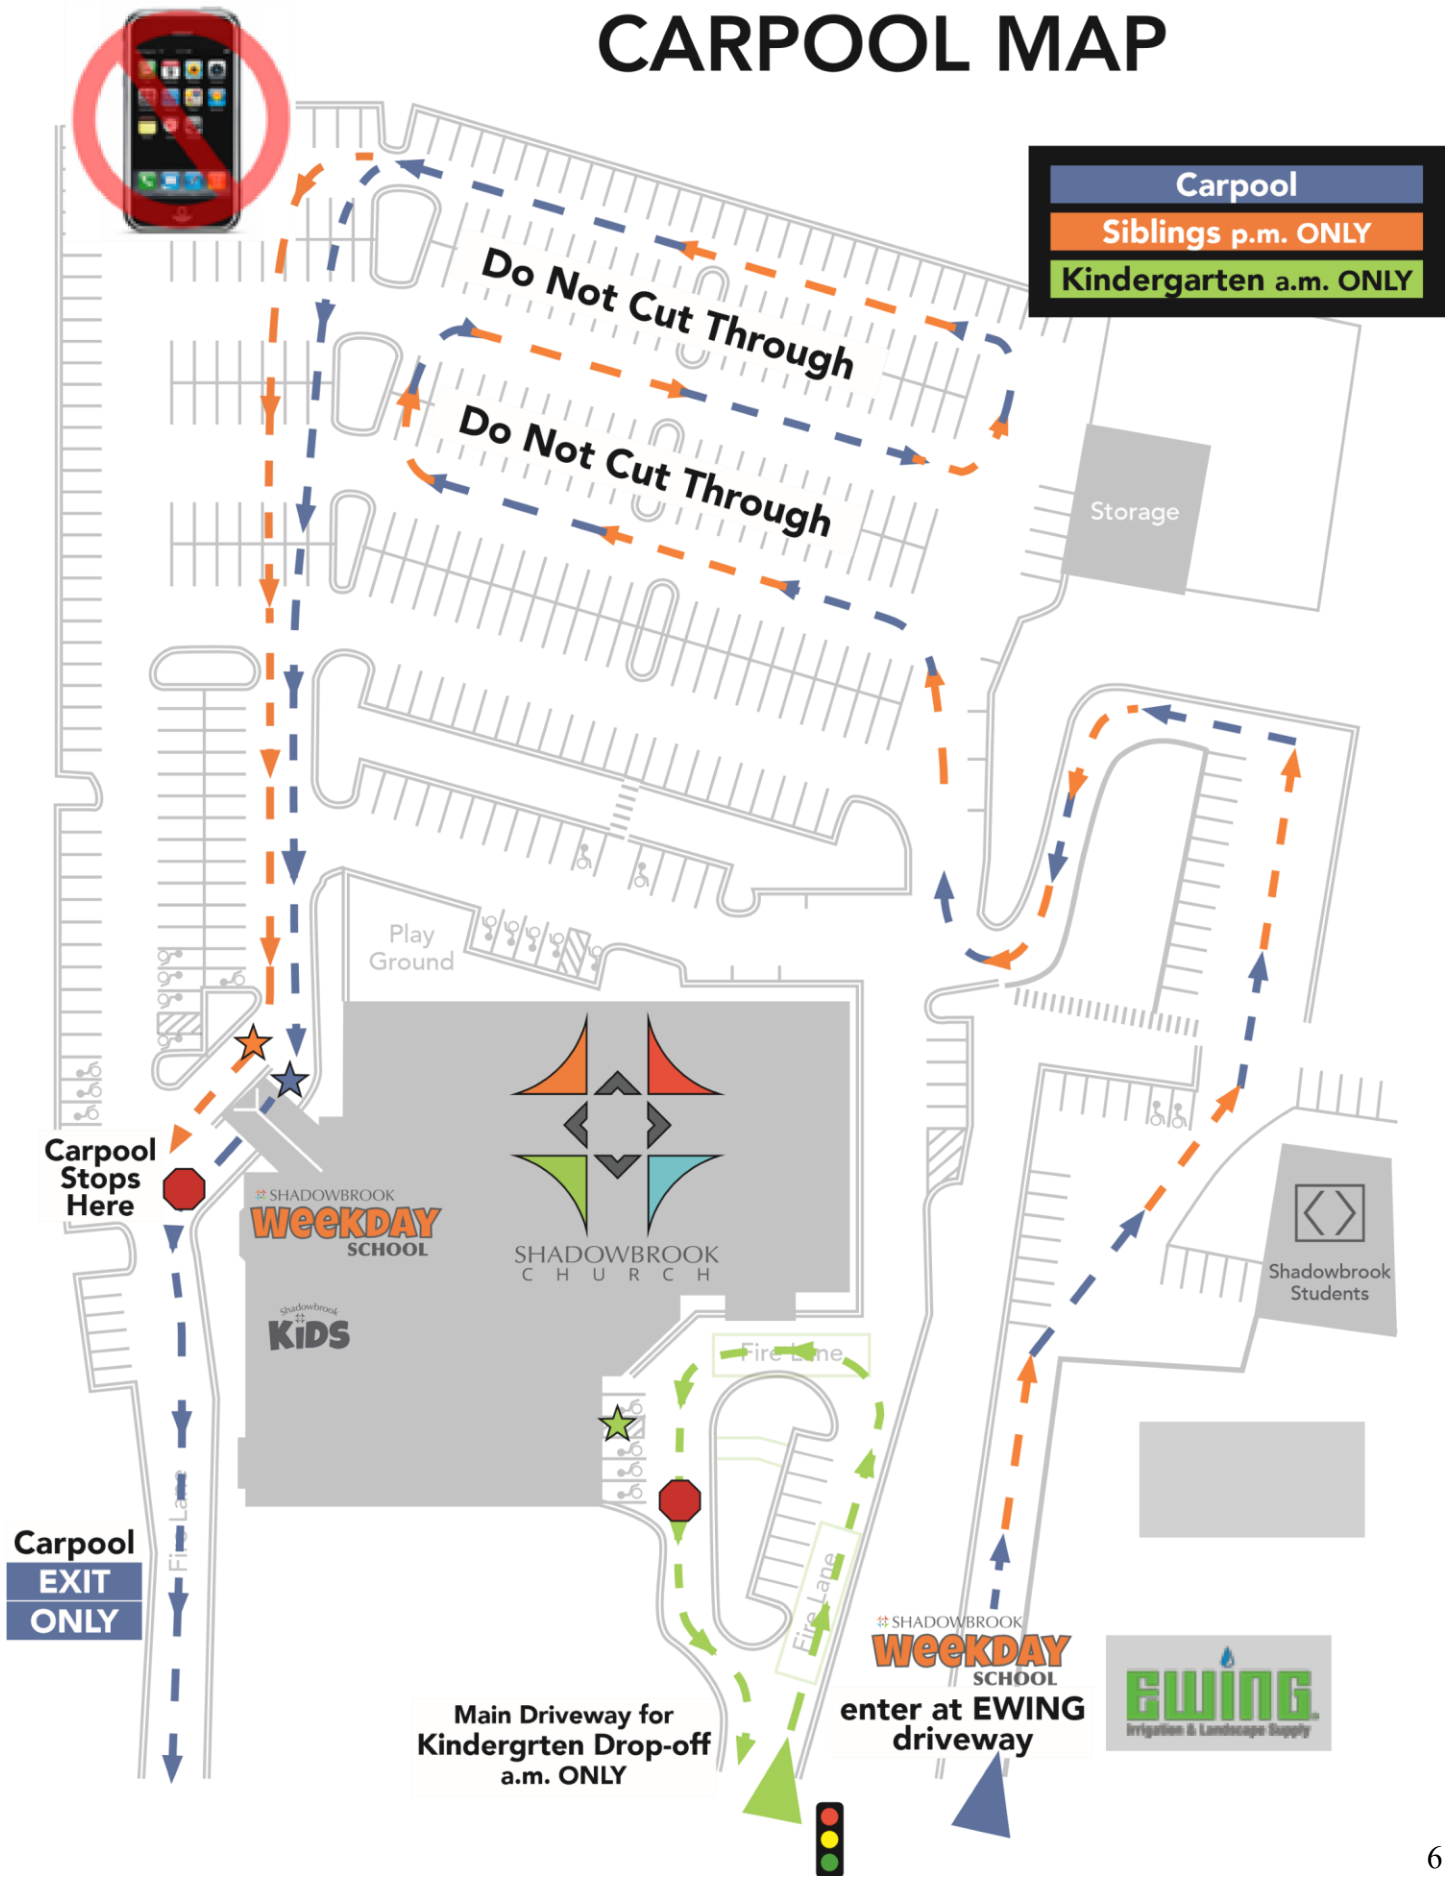 CARPOOL MAP
Carpool
Siblings p.m. ONLY
Kindergarten a.m. ONLY
Do Not Cut Through
Do Not Cut Through
Storage
Play
Ground
Carpool
Stops
Here
SHADOWBROOK
WEEKDAY
SCHOOL
SHADOWBROOK
CHURCH
Shadowbrook
KiDS
Shadowbrook
Students
Fire Lane
Fire Lane
Fire Lane
Carpool
EXIT
ONLY
SHADOWBROOK
WEEKDAY
SCHOOL
enter at EWING
driveway
EWING
Irrigation & Landscape Supply
Main Driveway for
Kindergrten Drop-off
a.m. ONLY
6